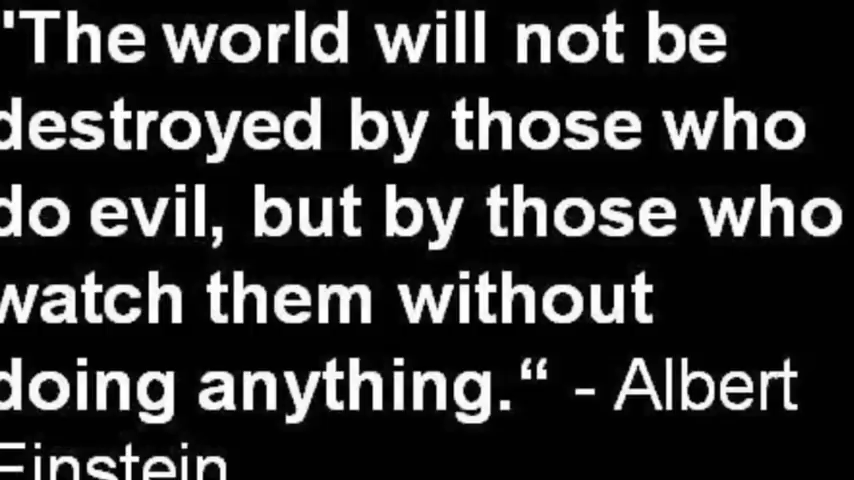 "The world will not be
destroyed by those who
do evil, but by those who
watch them without
doing anything.“ - Albert
Einstein